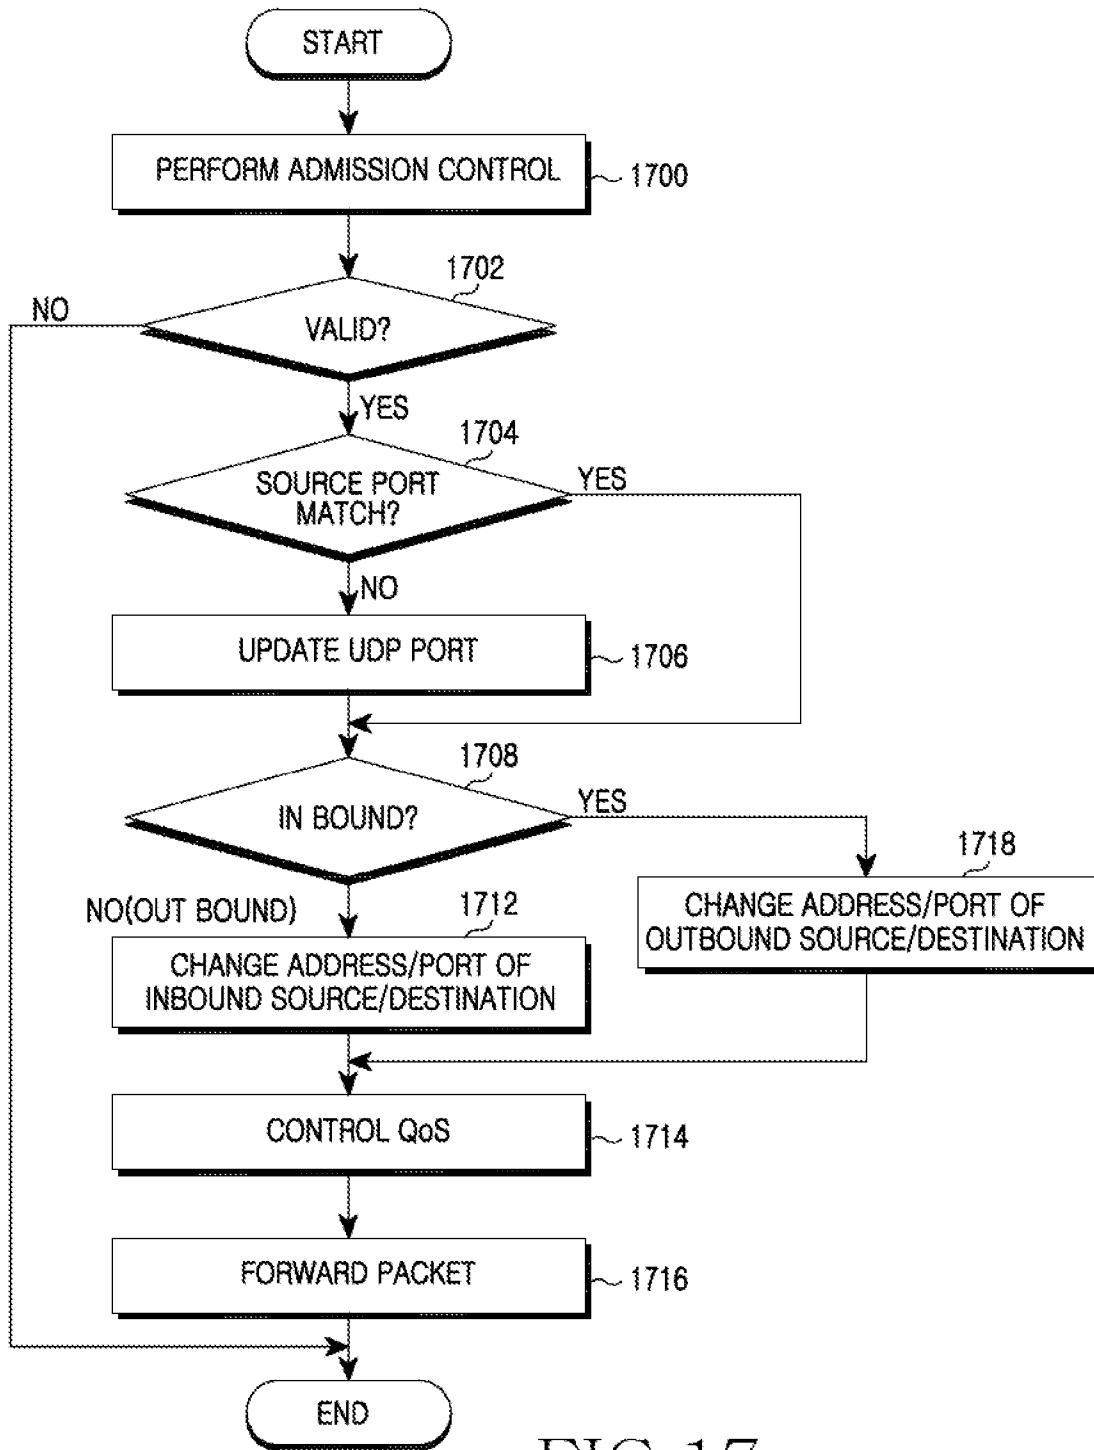 START
PERFORM ADMISSION CONTROL
1700
1702
NO
VALID?
YES
1704
SOURCE PORT
MATCH?
YES
NO
UPDATE UDP PORT
1706
1708
IN BOUND?
YES
1718
CHANGE ADDRESS/PORT OF
OUTBOUND SOURCE/DESTINATION
NO(OUT BOUND)
1712
CHANGE ADDRESS/PORT OF
INBOUND SOURCE/DESTINATION
CONTROL QoS
1714
FORWARD PACKET
1716
END
FIG.17